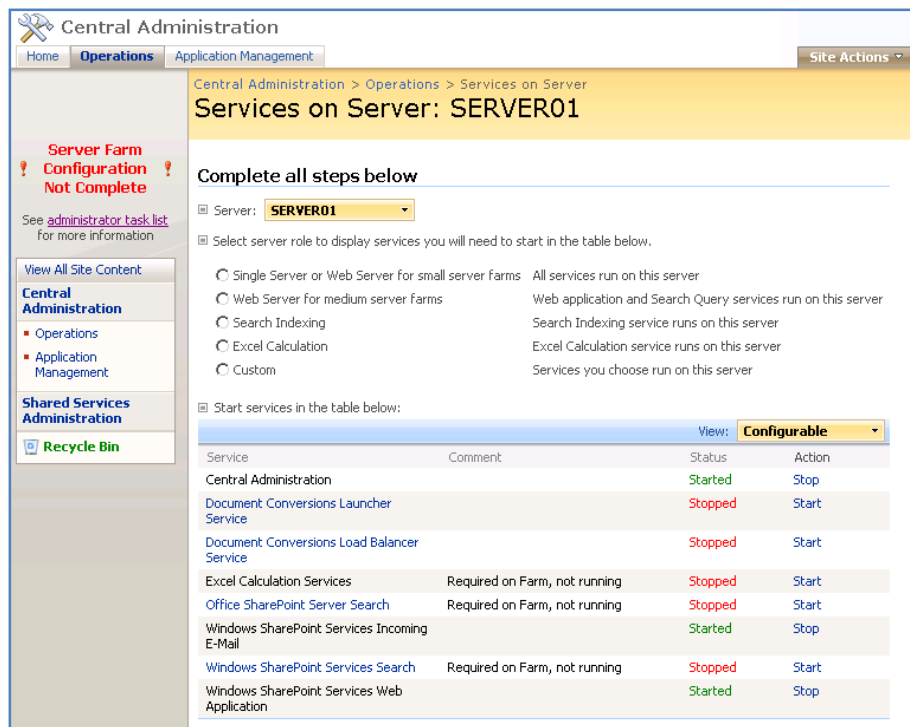 Central Administration
Home Operations Application Management
Site Actions
Central Administration > Operations > Services on Server
Services on Server: SERVER01
Server Farm
! Configuration !
Not Complete
See administrator task list
for more information
View All Site Content
Central
Administration
Operations
Application
Management
Shared Services
Administration
Recycle Bin
Complete all steps below
Server: SERVER01
Select server role to display services you will need to start in the table below.
Single Server or Web Server for small server farms All services run on this server
Web Server for medium server farms Web application and Search Query services run on this server
Search Indexing Search Indexing service runs on this server
Excel Calculation Excel Calculation service runs on this server
Custom Services you choose run on this server
Start services in the table below:
View: Configurable
Service Comment Status Action
Central Administration Started Stop
Document Conversions Launcher
Service Stopped Start
Document Conversions Load Balancer
Service Stopped Start
Excel Calculation Services Required on Farm, not running Stopped Start
Office SharePoint Server Search Required on Farm, not running Stopped Start
Windows SharePoint Services Incoming
E-Mail Started Stop
Windows SharePoint Services Search Required on Farm, not running Stopped Start
Windows SharePoint Services Web
Application Started Stop